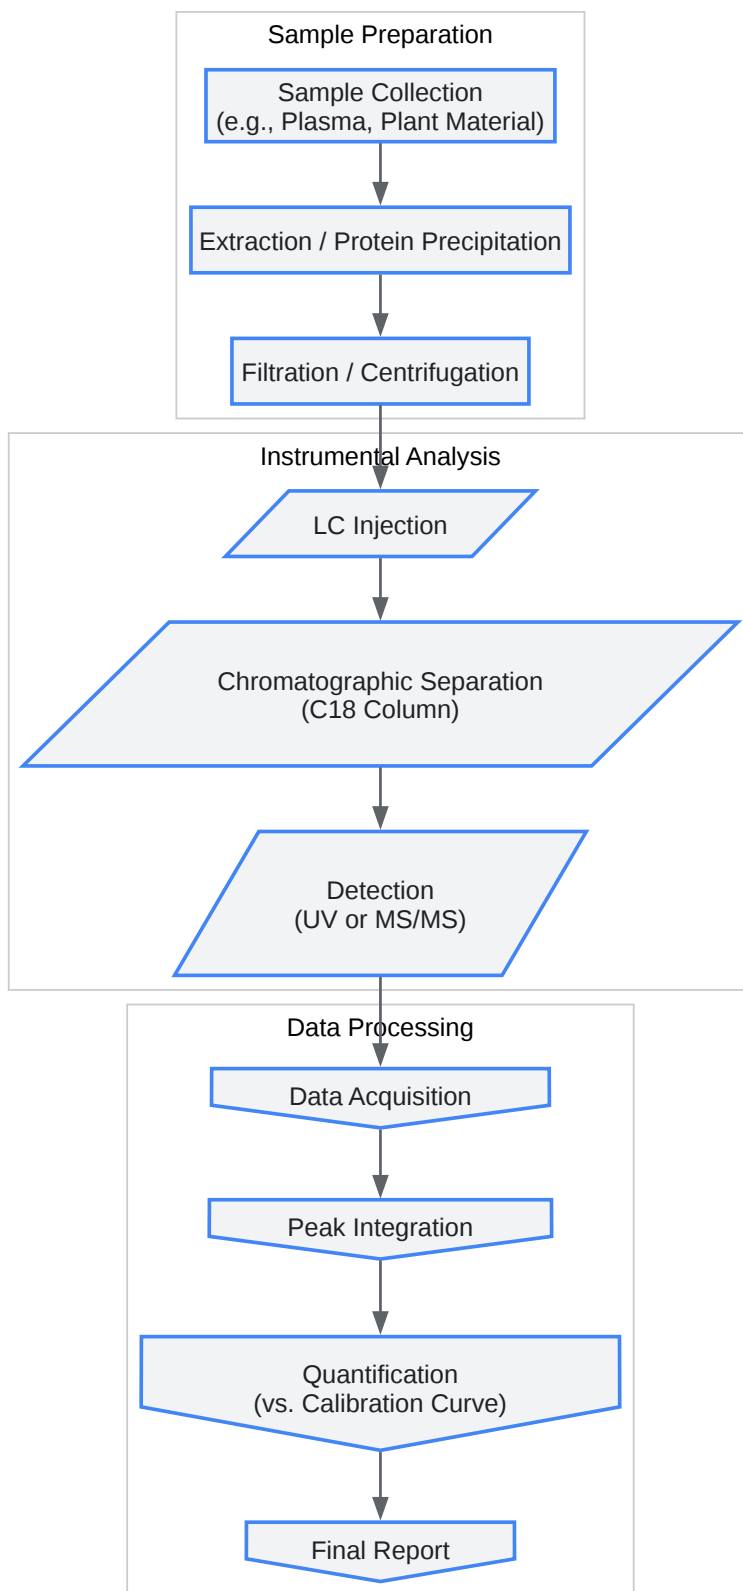 Sample Preparation
Sample Collection
(e.g., Plasma, Plant Material)
Extraction / Protein Precipitation
Filtration / Centrifugation
Instrumental Analysis
LC Injection
Chromatographic Separation
(C18 Column)
Detection
(UV or MS/MS)
Data Processing
Data Acquisition
Peak Integration
Quantification
(vs. Calibration Curve)
Final Report